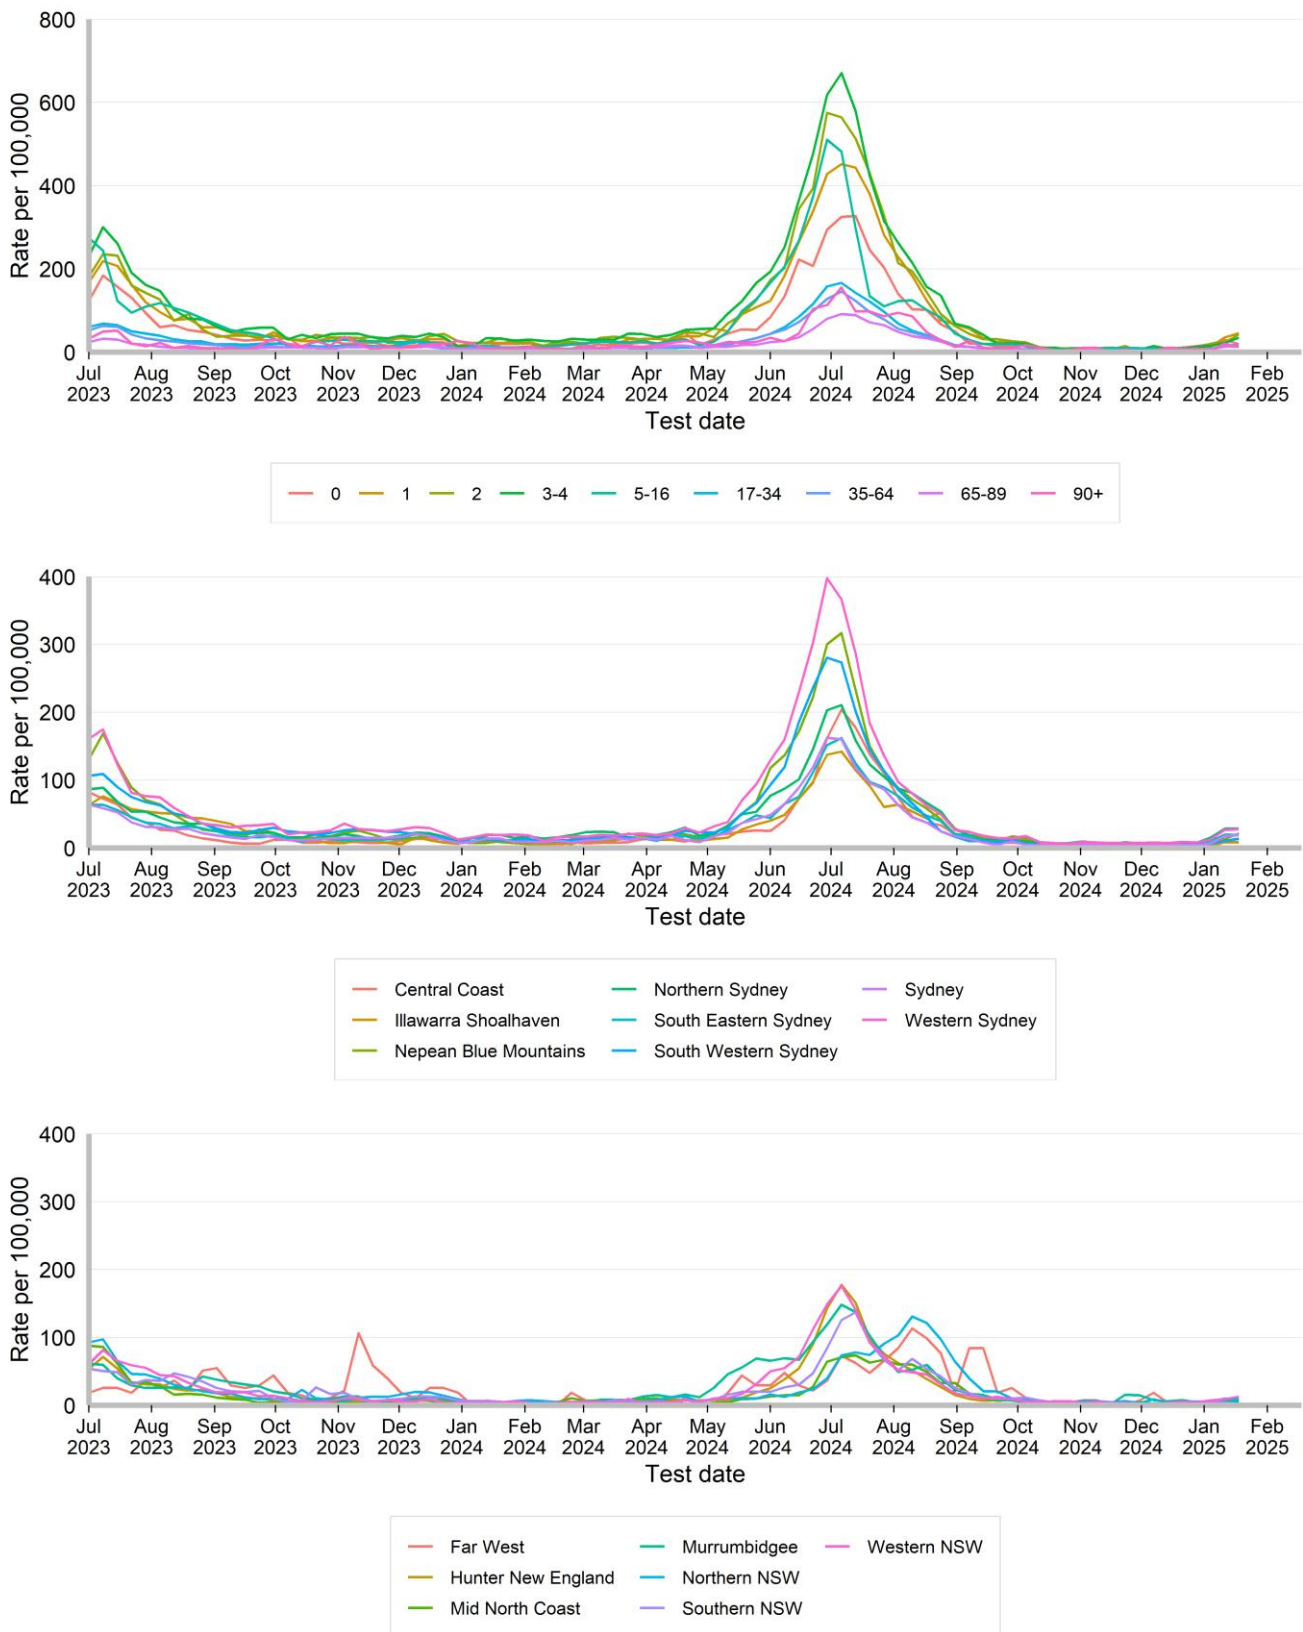 800
600
400
200
0
Rate per 100,000
Jul Aug Sep Oct Nov Dec Jan Feb Mar Apr May Jun Jul Aug Sep Oct Nov Dec Jan Feb
2023 2023 2023 2023 2023 2023 2024 2024 2024 2024 2024 2024 2024 2024 2024 2024 2024 2024 2025 2025
Test date
0 1 2 3-4 5-16 17-34 35-64 65-89 90+
400
300
200
100
0
Rate per 100,000
Jul Aug Sep Oct Nov Dec Jan Feb Mar Apr May Jun Jul Aug Sep Oct Nov Dec Jan Feb
2023 2023 2023 2023 2023 2023 2024 2024 2024 2024 2024 2024 2024 2024 2024 2024 2024 2024 2025 2025
Test date
Central Coast Northern Sydney Sydney
Illawarra Shoalhaven South Eastern Sydney Western Sydney
Nepean Blue Mountains South Western Sydney
400
300
200
100
0
Rate per 100,000
Jul Aug Sep Oct Nov Dec Jan Feb Mar Apr May Jun Jul Aug Sep Oct Nov Dec Jan Feb
2023 2023 2023 2023 2023 2023 2024 2024 2024 2024 2024 2024 2024 2024 2024 2024 2024 2024 2025 2025
Test date
Far West Murrumbidgee Western NSW
Hunter New England Northern NSW
Mid North Coast Southern NSW